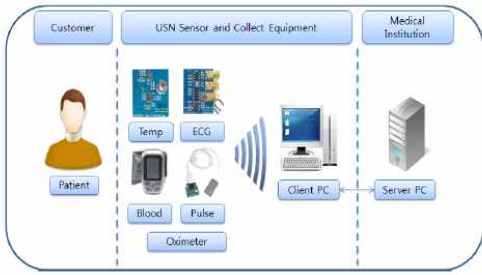 Customer
USN Sensor and Collect Equipment
Medical
Institution
Temp
ECG
Patient
Blood
Pulse
Client PC
Server PC
Oximeter